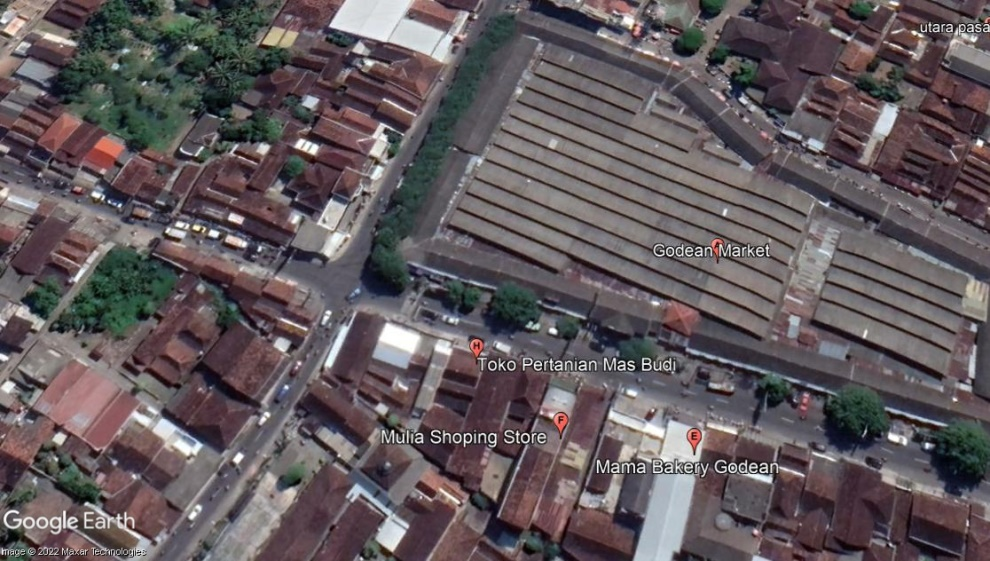 utara pasa
Godean Market
H
Toko Pertanian Mas Budi
F
Mulia Shoping Store
E
Mama Bakery Godean
Google Earth
Image © 2022 Maxar Technologies